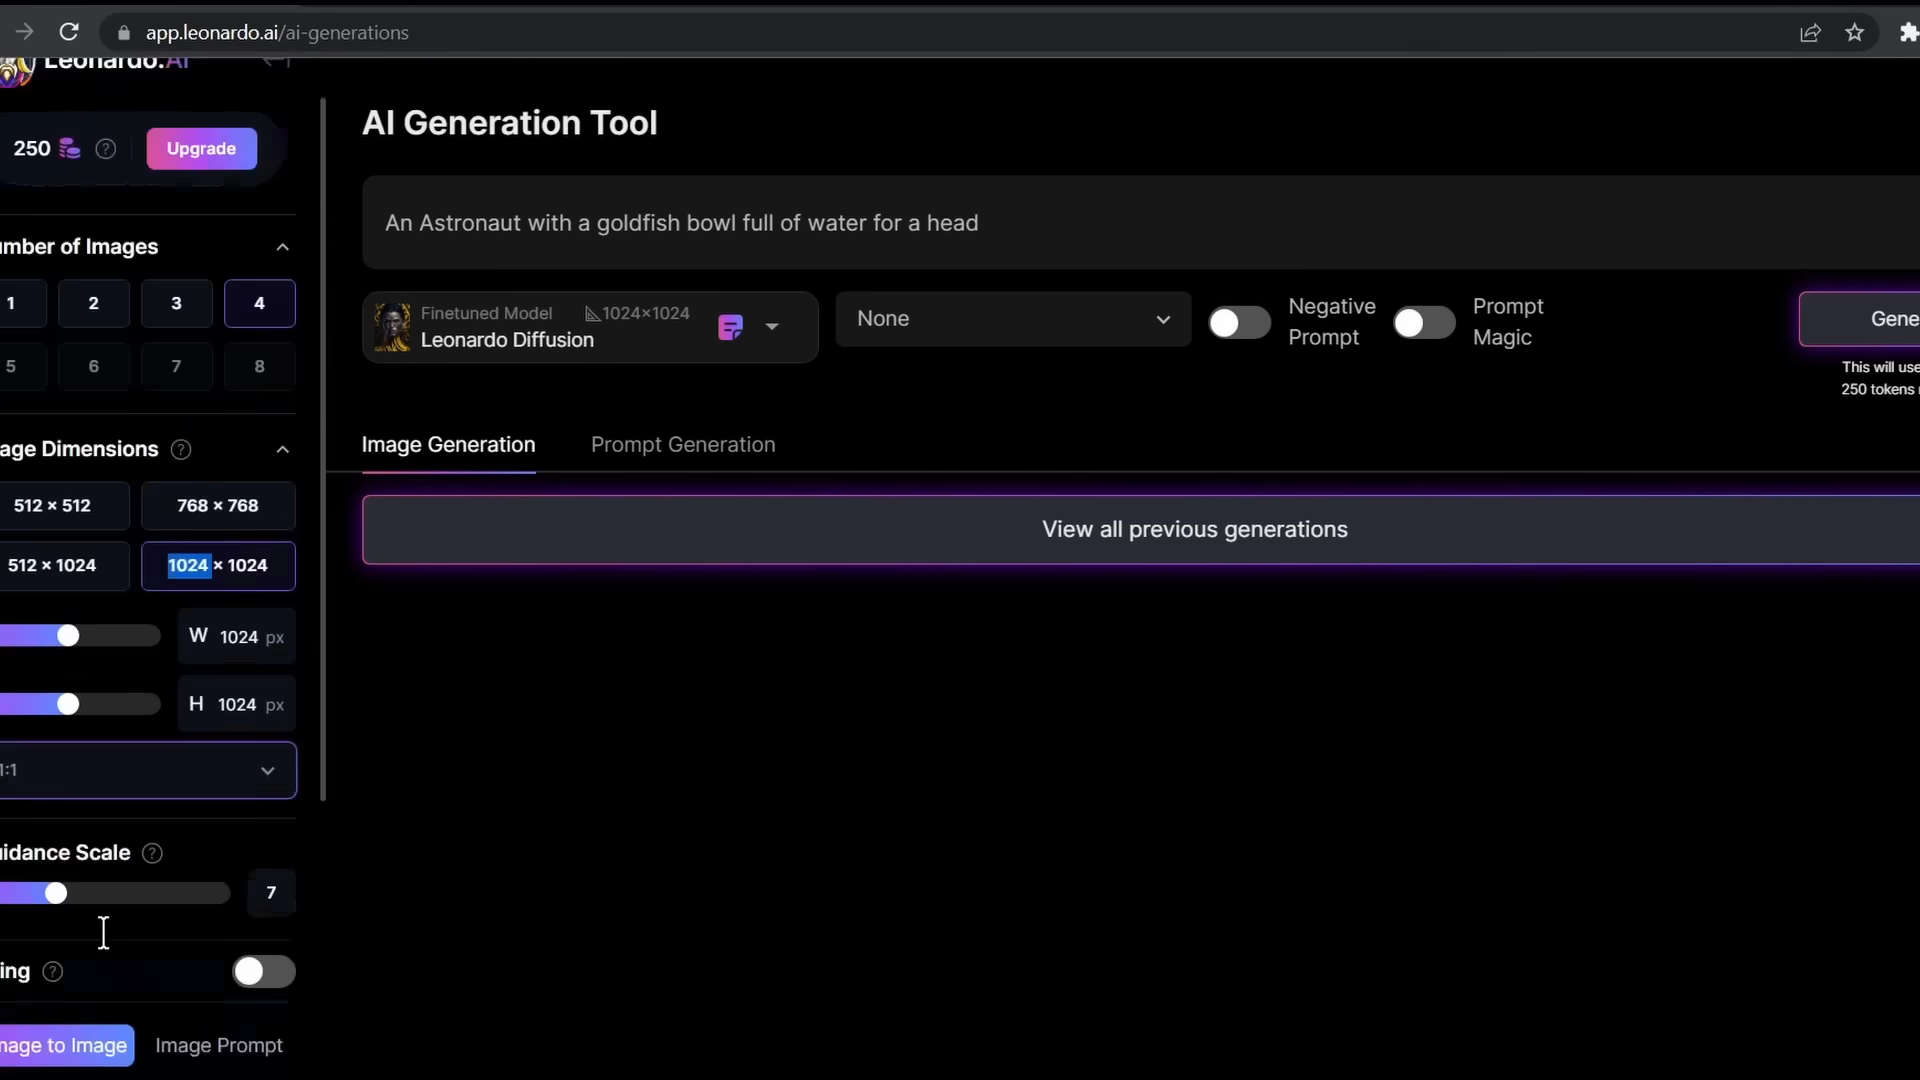 app.leonardo.ai/ai-generations
Leonardo.Ai
250
Upgrade
AI Generation Tool
An Astronaut with a goldfish bowl full of water for a head
umber of Images
1 2 3 4
5 6 7 8
Finetuned Model 1024×1024
Leonardo Diffusion
None
Negative
Prompt
Prompt
Magic
Gene
This will use
250 tokens
Image Generation Prompt Generation
View all previous generations
age Dimensions
512 × 512 768 × 768
512 × 1024 1024 × 1024
W 1024 px
H 1024 px
1:1
uidance Scale
7
ing
mage to Image Image Prompt